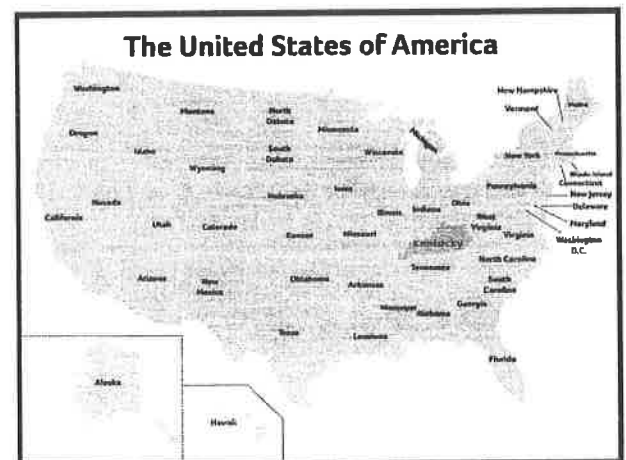 The United States of America
Washington
Montana
North
Dakota
Minnesota
Michigan
New Hampshire
Vermont
Maine
Oregon
Idaho
South
Dakota
Wisconsin
New York
Massachusetts
Wyoming
Rhode Island
Connecticut
New Jersey
Nebraska
Iowa
Pennsylvania
Delaware
Nevada
Illinois
Indiana
Ohio
California
Utah
Colorado
Kansas
Missouri
West
Virginia
Virginia
Maryland
Washington
D.C.
Kentucky
North Carolina
Tennessee
Arizona
New
Mexico
Oklahoma
Arkansas
South
Carolina
Mississippi
Alabama
Georgia
Texas
Louisiana
Florida
Alaska
Hawaii